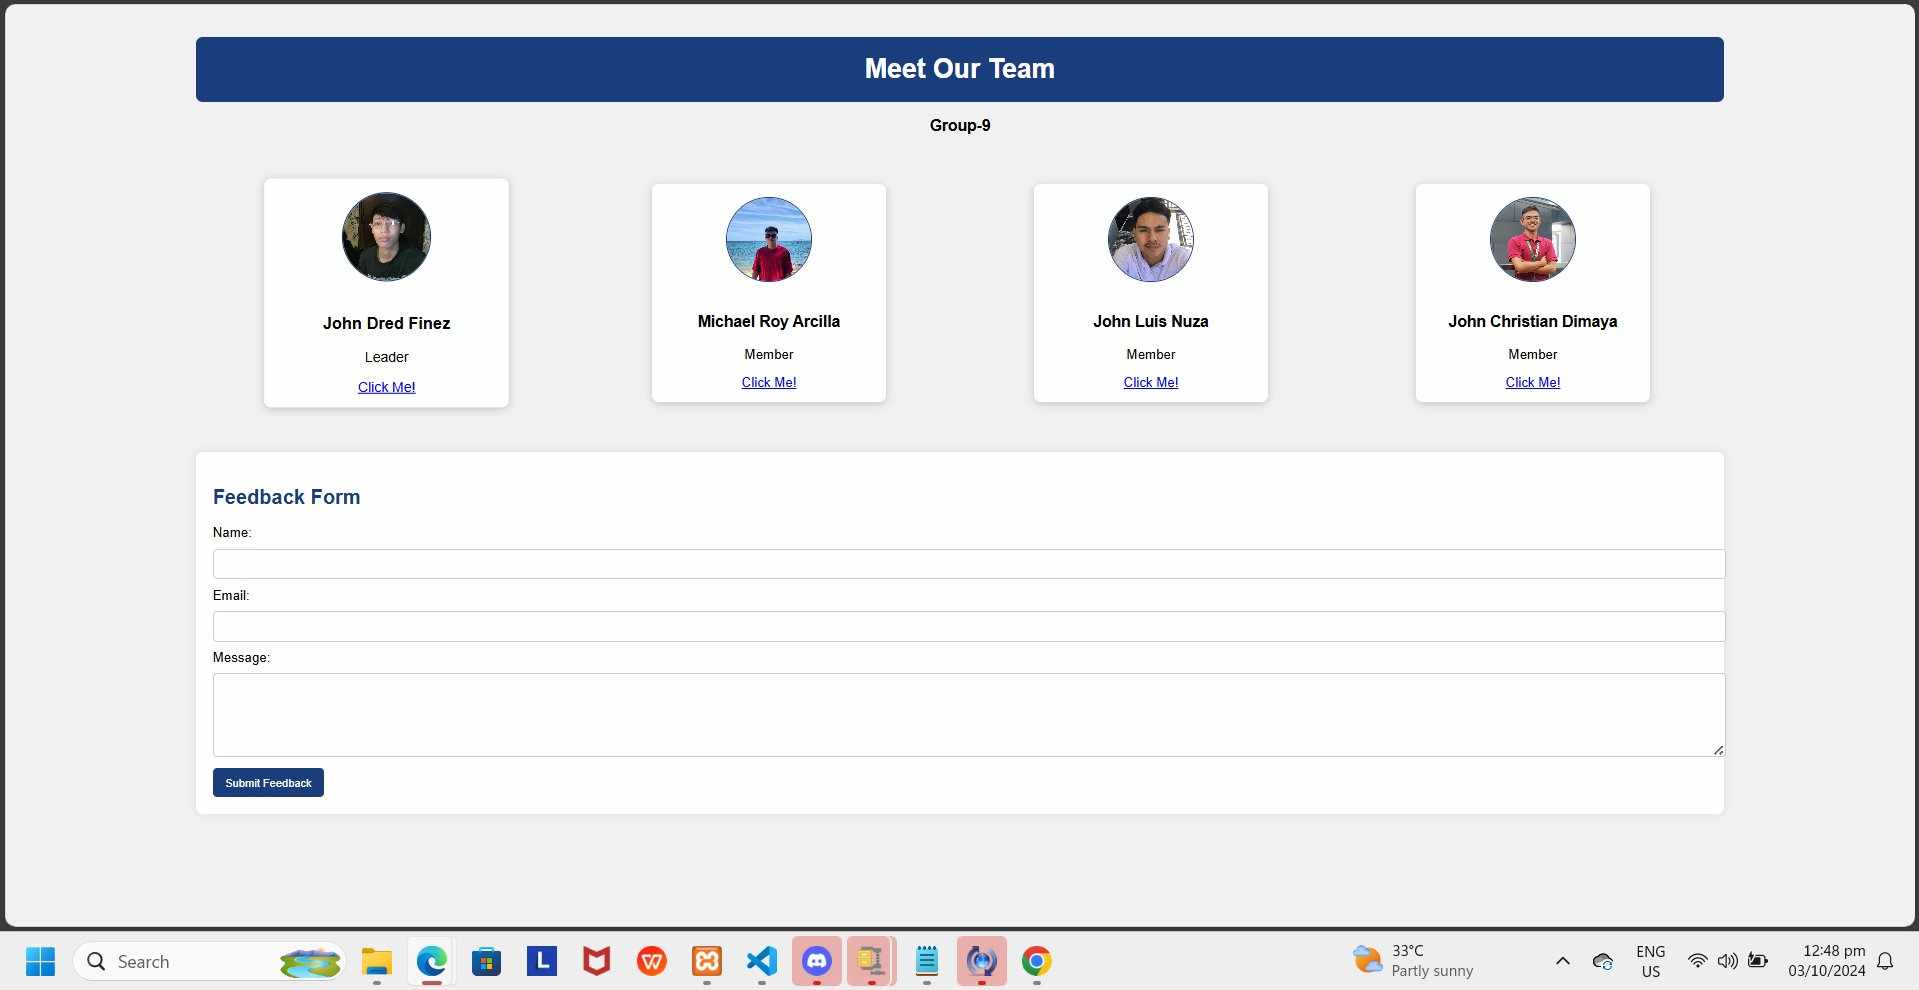 Meet Our Team
Group-9
John Dred Finez
Leader
Click Me!
Michael Roy Arcilla
Member
Click Me!
John Luis Nuza
Member
Click Me!
John Christian Dimaya
Member
Click Me!
Feedback Form
Name:
Email:
Message:
Submit Feedback
Search
L
W
33°C
Partly sunny
ENG
US
12:48 pm
03/10/2024